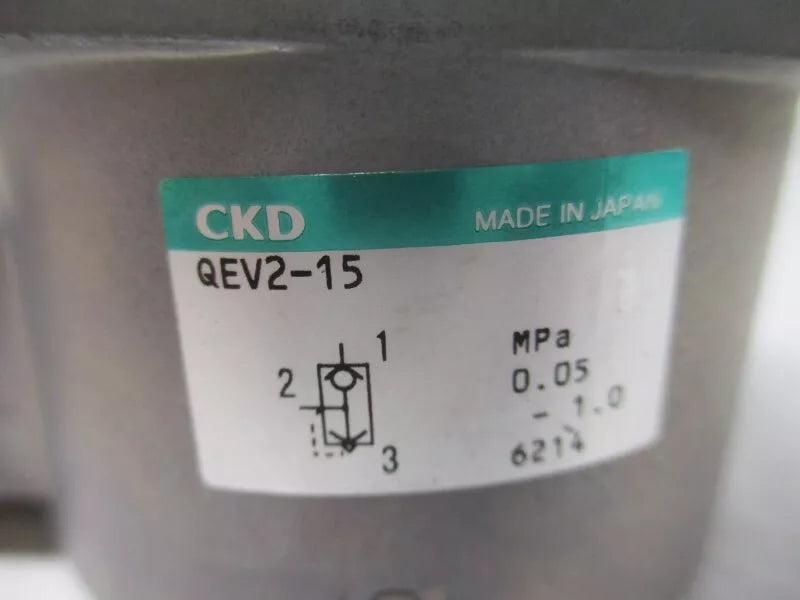 CKD MADE IN JAPAN
QEV2-15
1
2
3
MPa
0.05
- 1.0
6214